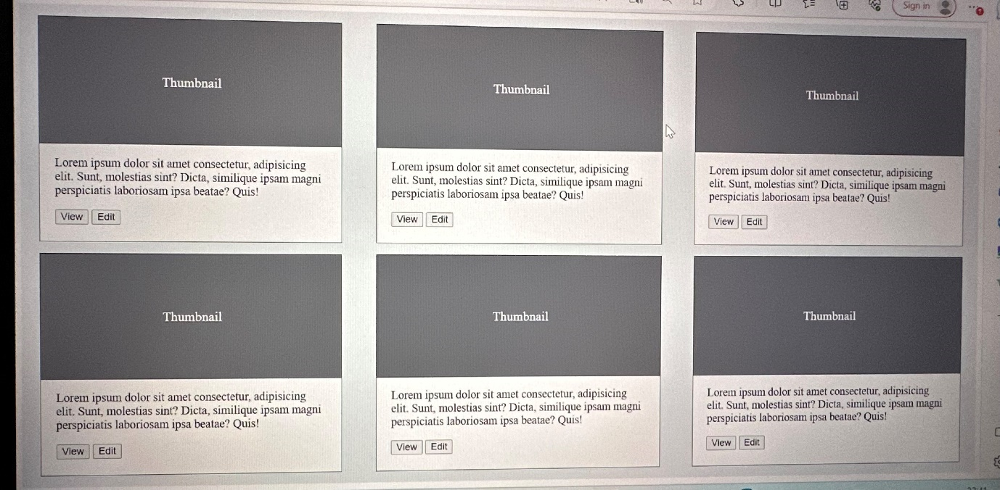 Sign in
Thumbnail
Lorem ipsum dolor sit amet consectetur, adipisicing
elit. Sunt, molestias sint? Dicta, similique ipsam magni
perspiciatis laboriosam ipsa beatae? Quis!
View Edit
Thumbnail
Lorem ipsum dolor sit amet consectetur, adipisicing
elit. Sunt, molestias sint? Dicta, similique ipsam magni
perspiciatis laboriosam ipsa beatae? Quis!
View Edit
Thumbnail
Lorem ipsum dolor sit amet consectetur, adipisicing
elit. Sunt, molestias sint? Dicta, similique ipsam magni
perspiciatis laboriosam ipsa beatae? Quis!
View Edit
Thumbnail
Lorem ipsum dolor sit amet consectetur, adipisicing
elit. Sunt, molestias sint? Dicta, similique ipsam magni
perspiciatis laboriosam ipsa beatae? Quis!
View Edit
Thumbnail
Lorem ipsum dolor sit amet consectetur, adipisicing
elit. Sunt, molestias sint? Dicta, similique ipsam magni
perspiciatis laboriosam ipsa beatae? Quis!
View Edit
Thumbnail
Lorem ipsum dolor sit amet consectetur, adipisicing
elit. Sunt, molestias sint? Dicta, similique ipsam magni
perspiciatis laboriosam ipsa beatae? Quis!
View Edit